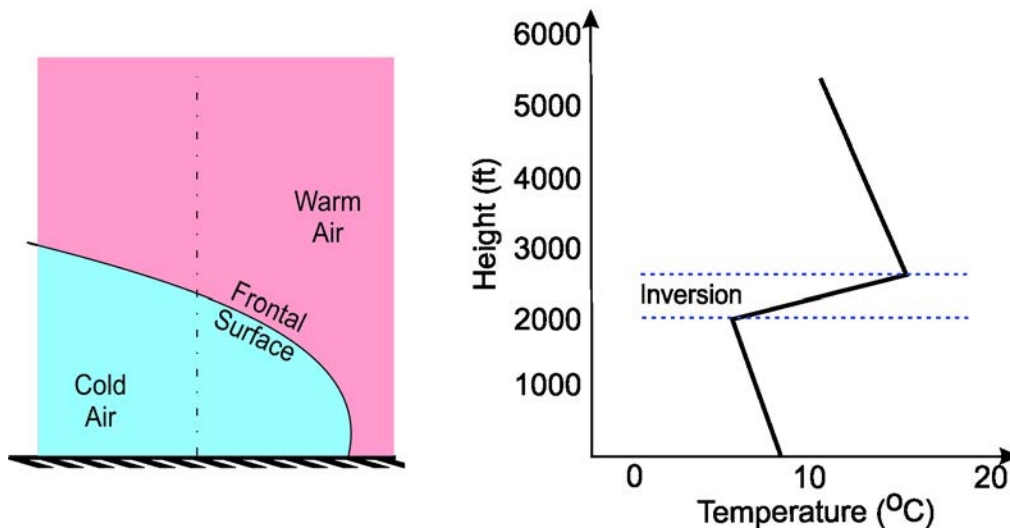 Warm
Air
Frontal
Surface
Cold
Air
Height (ft)
6000
5000
4000
3000
2000
1000
Inversion
0 10 20
Temperature (ºC)